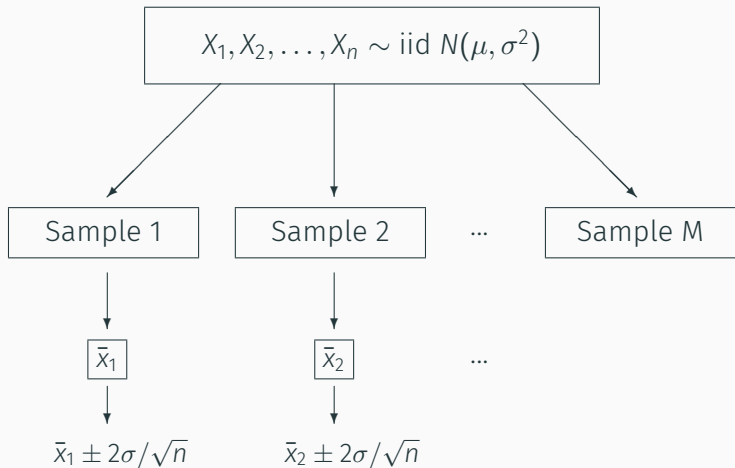 X₁, X₂, . . . , Xₙ ∼ iid N(μ, σ²)
Sample 1 Sample 2 ... Sample M
x̄₁ x̄₂ ...
x̄₁ ± 2σ/√n x̄₂ ± 2σ/√n